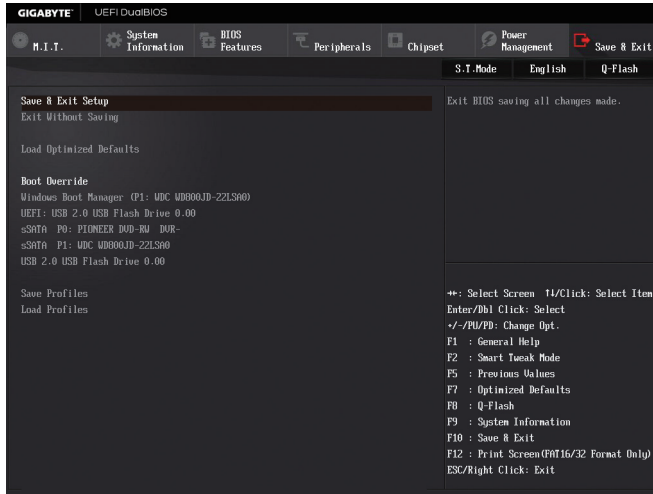 GIGABYTE™ UEFI DualBIOS
M.I.T.
System Information
BIOS Features
Peripherals
Chipset
Power Management
Save & Exit
S.T.Mode English Q-Flash
Save & Exit Setup
Exit Without Saving
Load Optimized Defaults
Boot Override
Windows Boot Manager (P1: WDC WD800JD-22LSA0)
UEFI: USB 2.0 USB Flash Drive 0.00
sSATA P0: PIONEER DVD-RW DVR-
sSATA P1: WDC WD800JD-22LSA0
USB 2.0 USB Flash Drive 0.00
Save Profiles
Load Profiles
Exit BIOS saving all changes made.
→←: Select Screen ↑↓/Click: Select Item
Enter/Dbl Click: Select
+/-/PU/PD: Change Opt.
F1 : General Help
F2 : Smart Tweak Mode
F5 : Previous Values
F7 : Optimized Defaults
F8 : Q-Flash
F9 : System Information
F10 : Save & Exit
F12 : Print Screen(FAT16/32 Format Only)
ESC/Right Click: Exit